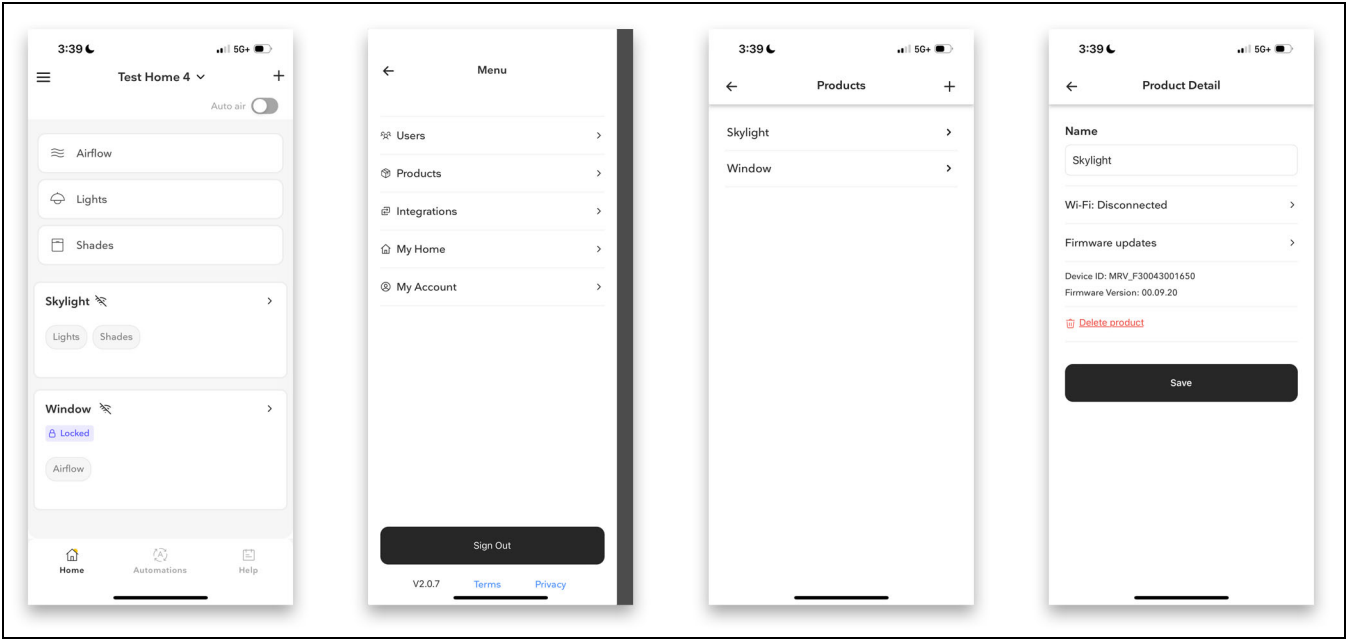 3:39
5G+
Test Home 4
Auto air
Airflow
Lights
Shades
Skylight
Lights Shades
Window
Locked
Airflow
Home Automations Help
Menu
Users
Products
Integrations
My Home
My Account
Sign Out
V2.0.7 Terms Privacy
3:39
5G+
Products
Skylight
Window
3:39
5G+
Product Detail
Name
Skylight
Wi-Fi: Disconnected
Firmware updates
Device ID: MRV_F30043001650
Firmware Version: 00.09.20
Delete product
Save